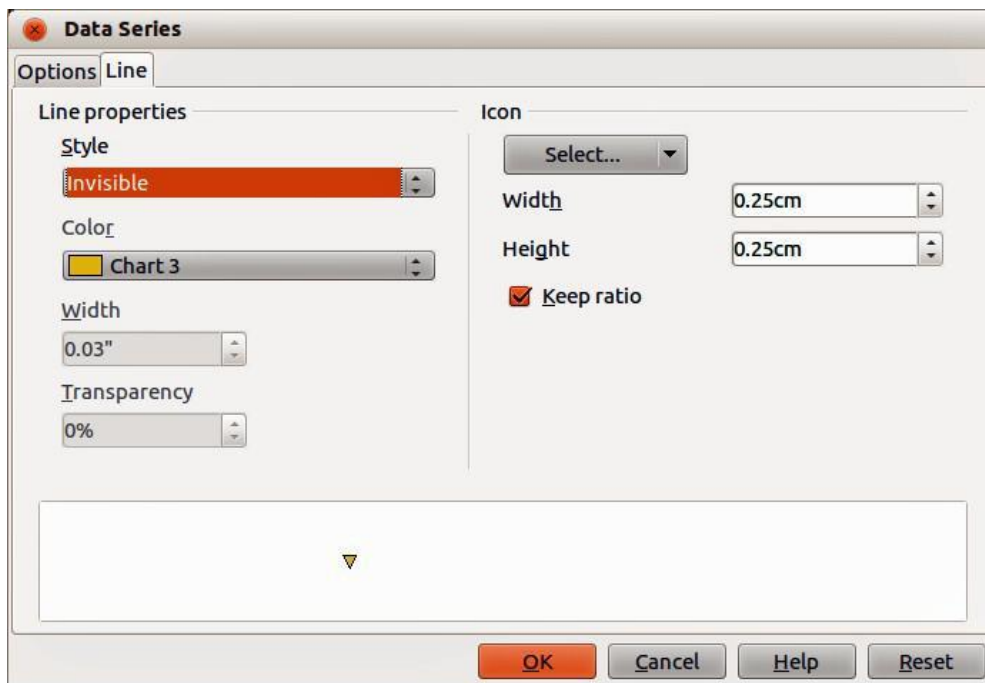 Data Series
Options Line
Line properties
Style
Invisible
Color
Chart 3
Width
0.03"
Transparency
0%
Icon
Select...
Width 0.25cm
Height 0.25cm
Keep ratio
OK Cancel Help Reset